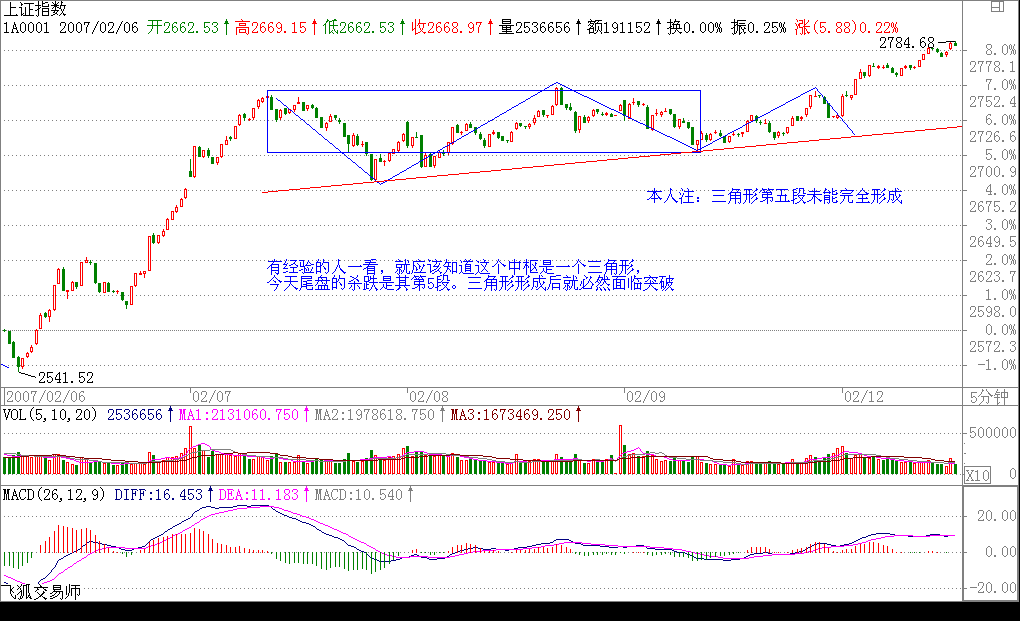 上证指数
1A0001 2007/02/06 开2662.53↑高2669.15↑低2662.53↑收2668.97↑量2536656↑额191152↑换0.00% 振0.25% 涨(5.88)0.22%
2784.68
8.0%
2778.1
7.0%
2752.4
6.0%
2726.6
5.0%
2700.9
4.0%
2675.2
3.0%
2649.5
2.0%
2623.7
1.0%
2598.0
0.0%
2572.3
-1.0%
本人注：三角形第五段未能完全形成
有经验的人一看，就应该知道这个中枢是一个三角形，
今天尾盘的杀跌是其第5段。三角形形成后就必然面临突破
2541.52
2007/02/06 02/07 02/08 02/09 02/12 5分钟
VOL(5,10,20) 2536656↑MA1:2131060.750↑MA2:1978618.750↑MA3:1673469.250↑
500000
X10
0
MACD(26,12,9) DIFF:16.453↑DEA:11.183↑MACD:10.540↑
20.00
0.00
-20.00
飞狐交易师